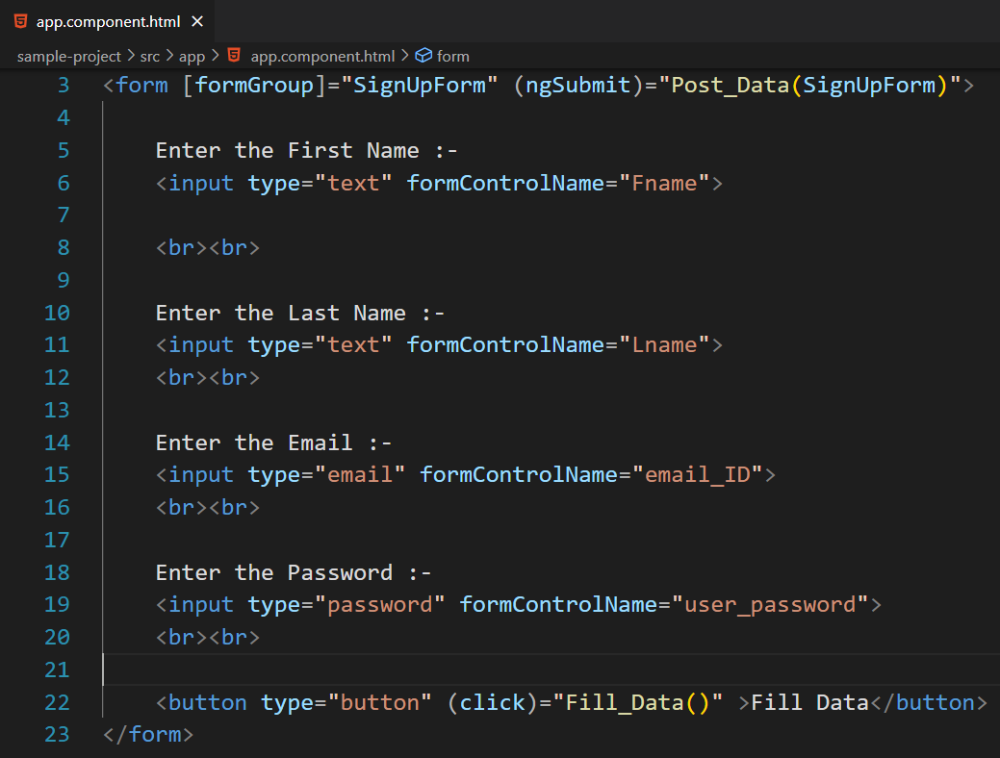 app.component.html ×
sample-project > src > app > app.component.html > form
3 <form [formGroup]="SignUpForm" (ngSubmit)="Post_Data(SignUpForm)">
4
5 Enter the First Name :-
6 <input type="text" formControlName="Fname">
7
8 <br><br>
9
10 Enter the Last Name :-
11 <input type="text" formControlName="Lname">
12 <br><br>
13
14 Enter the Email :-
15 <input type="email" formControlName="email_ID">
16 <br><br>
17
18 Enter the Password :-
19 <input type="password" formControlName="user_password">
20 <br><br>
21
22 <button type="button" (click)="Fill_Data()" >Fill Data</button>
23 </form>